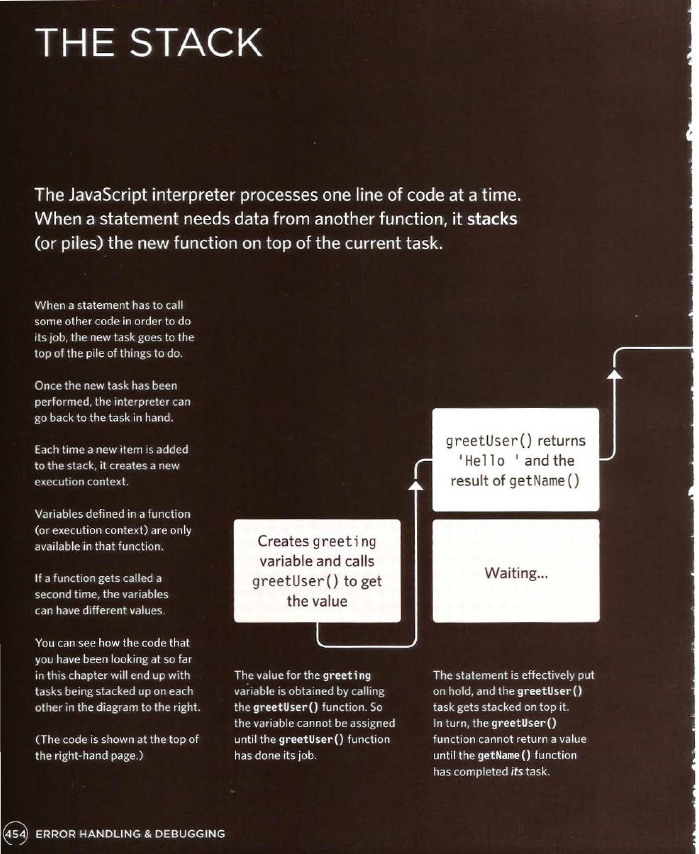 THE STACK
The JavaScript interpreter processes one line of code at a time.
When a statement needs data from another function, it stacks
(or piles) the new function on top of the current task.
When a statement has to call
some other code in order to do
its job, the new task goes to the
top of the pile of things to do.
Once the new task has been
performed, the interpreter can
go back to the task in hand.
Each time a new item is added
to the stack, it creates a new
execution context.
Variables defined in a function
(or execution context) are only
available in that function.
If a function gets called a
second time, the variables
can have different values.
You can see how the code that
you have been looking at so far
in this chapter will end up with
tasks being stacked up on each
other in the diagram to the right.
(The code is shown at the top of
the right-hand page.)
Creates greeting
variable and calls
greetUser() to get
the value
The value for the greeting
variable is obtained by calling
the greetUser() function. So
the variable cannot be assigned
until the greetUser() function
has done its job.
greetUser() returns
'Hello ' and the
result of getName()
Waiting...
The statement is effectively put
on hold, and the greetUser()
task gets stacked on top it.
In turn, the greetUser()
function cannot return a value
until the getName() function
has completed its task.
454 ERROR HANDLING & DEBUGGING